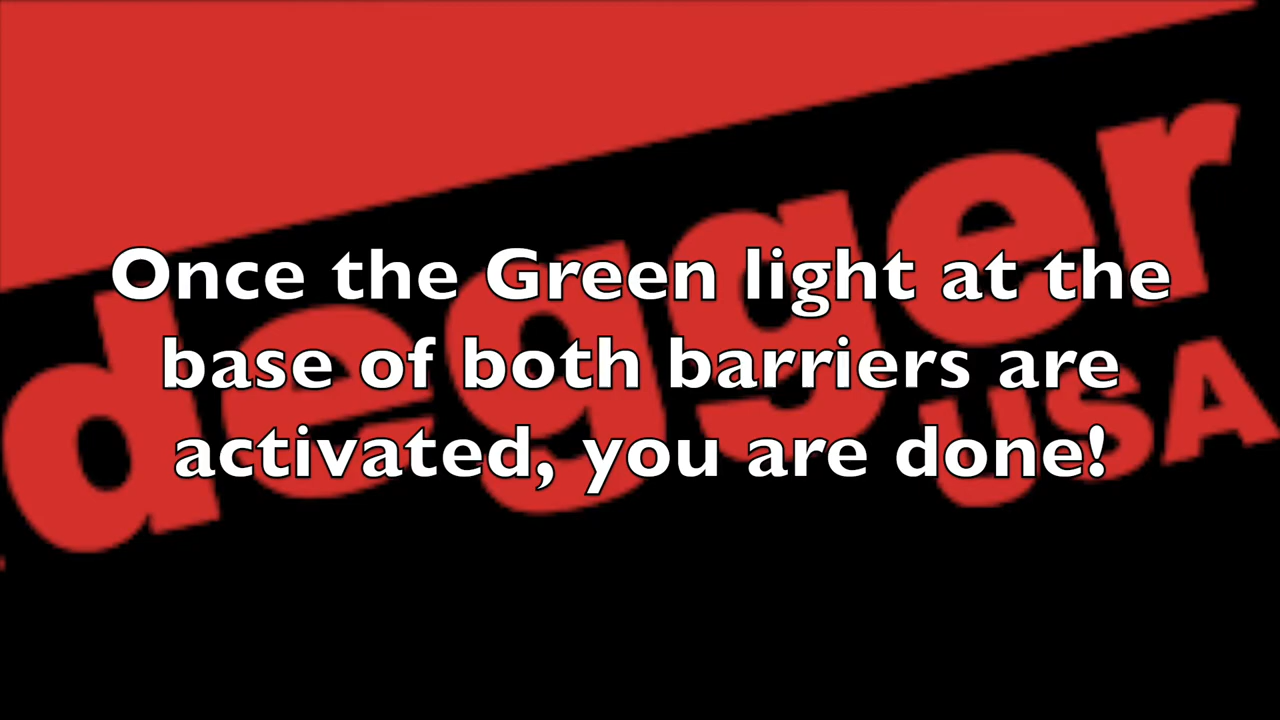 Once the Green light at the
base of both barriers are
activated, you are done!
degger
USA